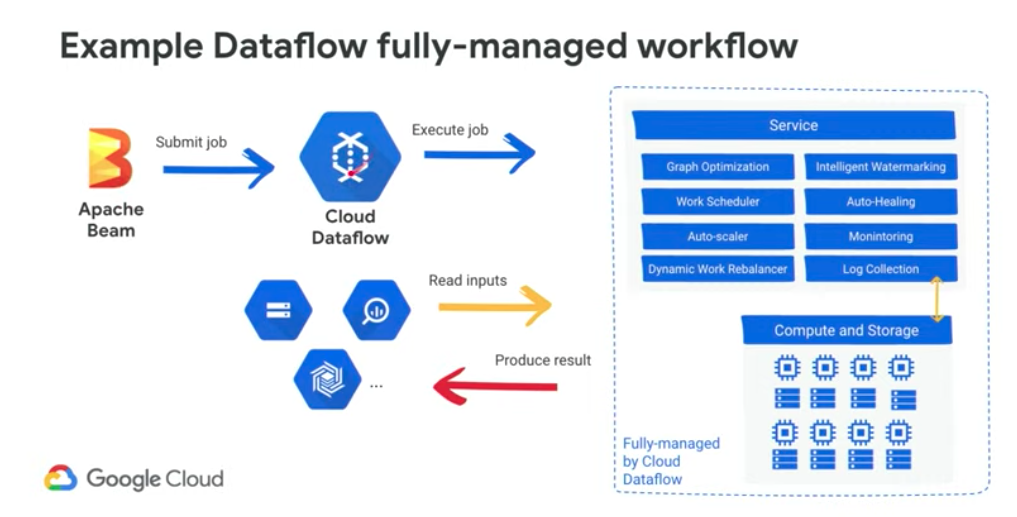 Example Dataflow fully-managed workflow
Submit job
Execute job
Apache
Beam
Cloud
Dataflow
Read inputs
Produce result
...
Service
Graph Optimization
Intelligent Watermarking
Work Scheduler
Auto-Healing
Auto-scaler
Monintoring
Dynamic Work Rebalancer
Log Collection
Compute and Storage
Fully-managed
by Cloud
Dataflow
Google Cloud